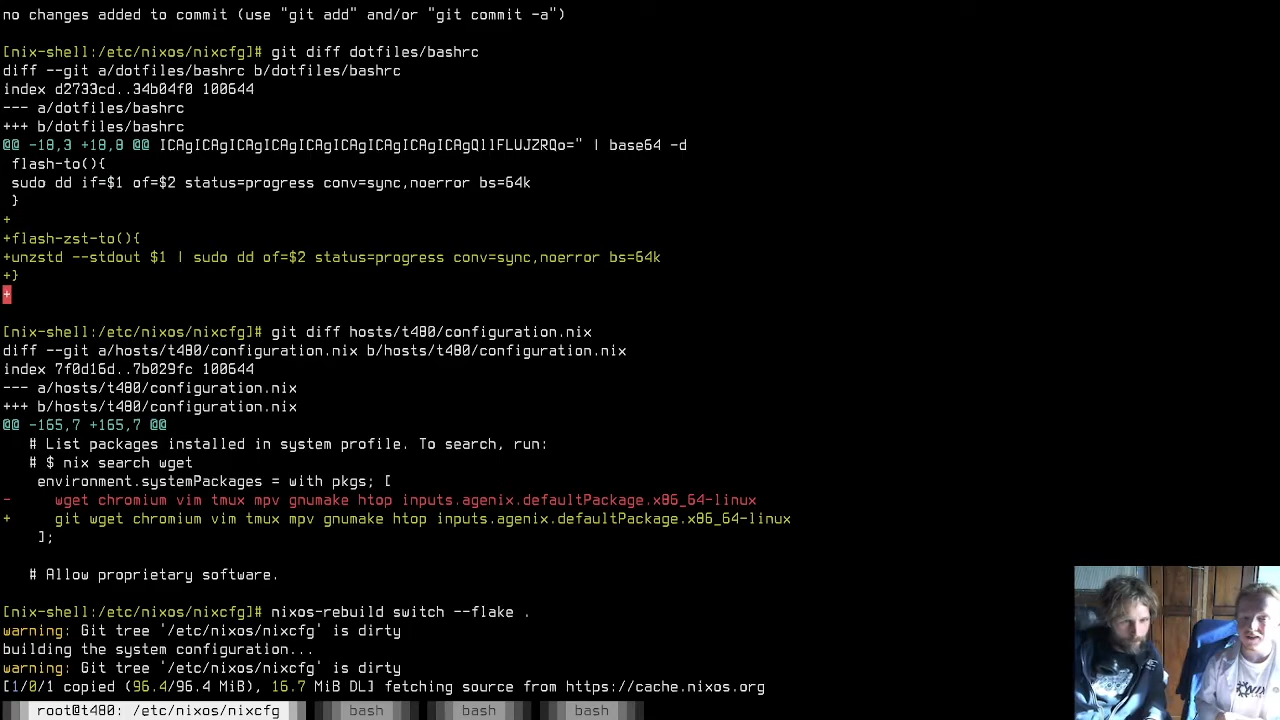 no changes added to commit (use "git add" and/or "git commit -a")
[nix-shell:/etc/nixos/nixcfg]# git diff dotfiles/bashrc
diff --git a/dotfiles/bashrc b/dotfiles/bashrc
index d2733cd..34b04f0 100644
--- a/dotfiles/bashrc
+++ b/dotfiles/bashrc
@@ -18,3 +18,8 @@ ICAgICAgICAgICAgICAgICAgICAgICAgICAgQllFLUJZRQo=" | base64 -d
 flash-to(){
 sudo dd if=$1 of=$2 status=progress conv=sync,noerror bs=64k
 }
+
+flash-zst-to(){
+unzstd --stdout $1 | sudo dd of=$2 status=progress conv=sync,noerror bs=64k
+}
+
[nix-shell:/etc/nixos/nixcfg]# git diff hosts/t480/configuration.nix
diff --git a/hosts/t480/configuration.nix b/hosts/t480/configuration.nix
index 7f0d16d..7b029fc 100644
--- a/hosts/t480/configuration.nix
+++ b/hosts/t480/configuration.nix
@@ -165,7 +165,7 @@
   # List packages installed in system profile. To search, run:
   # $ nix search wget
    environment.systemPackages = with pkgs; [
-     wget chromium vim tmux mpv gnumake htop inputs.agenix.defaultPackage.x86_64-linux
+     git wget chromium vim tmux mpv gnumake htop inputs.agenix.defaultPackage.x86_64-linux
    ];
   # Allow proprietary software.
[nix-shell:/etc/nixos/nixcfg]# nixos-rebuild switch --flake .
warning: Git tree '/etc/nixos/nixcfg' is dirty
building the system configuration...
warning: Git tree '/etc/nixos/nixcfg' is dirty
[1/0/1 copied (96.4/96.4 MiB), 16.7 MiB DL] fetching source from https://cache.nixos.org
root@t480: /etc/nixos/nixcfg bash bash bash